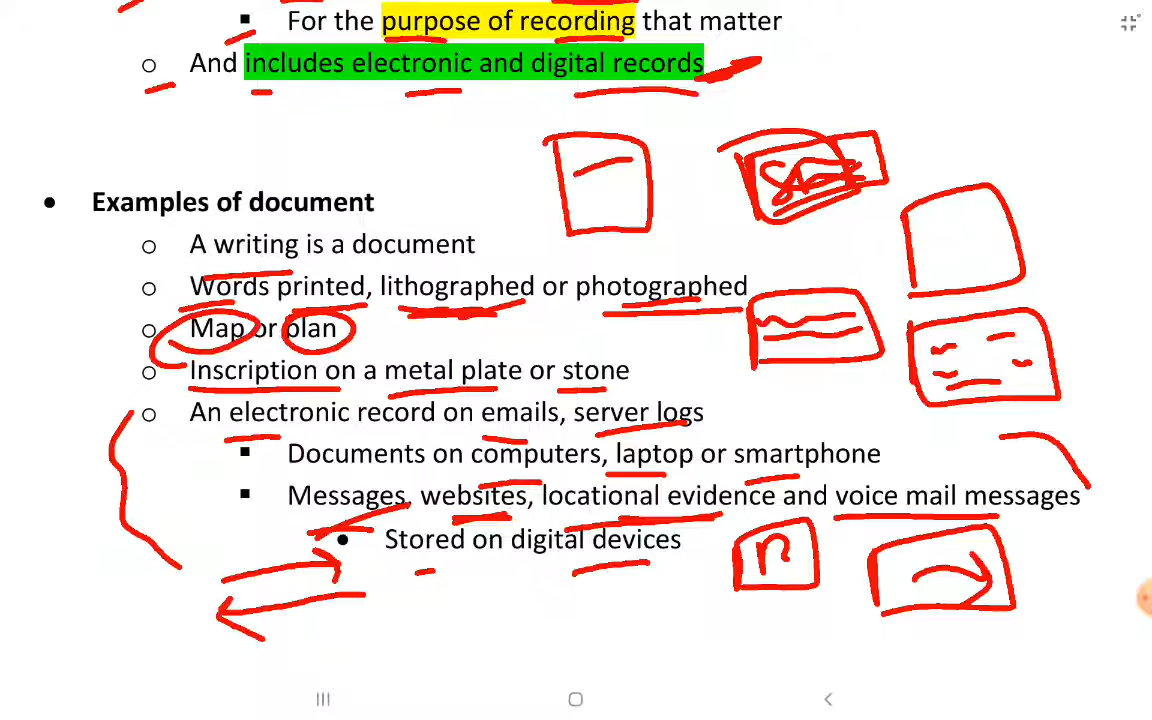 ▪ For the purpose of recording that matter
o And includes electronic and digital records
• Examples of document
o A writing is a document
o Words printed, lithographed or photographed
o Map or plan
o Inscription on a metal plate or stone
o An electronic record on emails, server logs
▪ Documents on computers, laptop or smartphone
▪ Messages, websites, locational evidence and voice mail messages
• Stored on digital devices